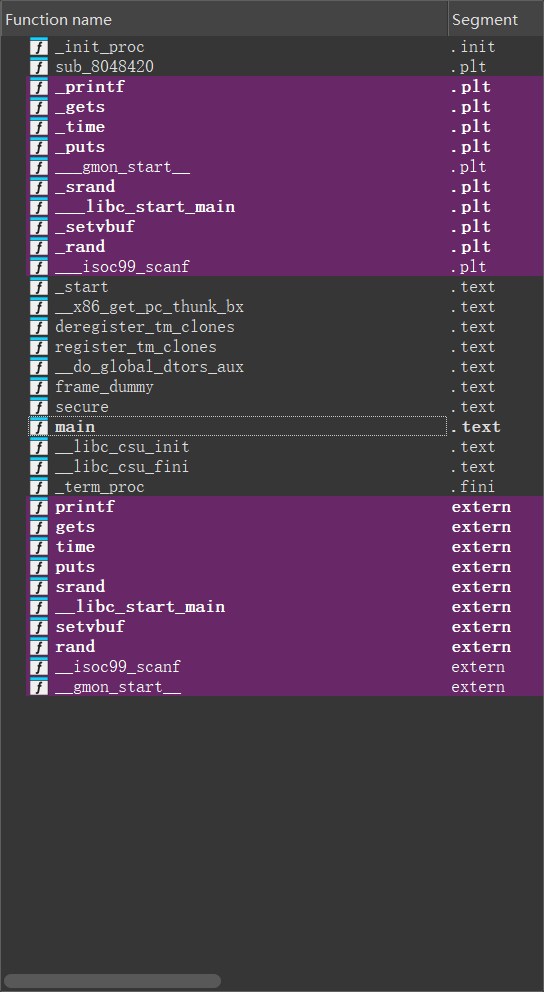 Function name Segment
_init_proc .init
sub_8048420 .plt
_printf .plt
_gets .plt
_time .plt
_puts .plt
___gmon_start__ .plt
_srand .plt
___libc_start_main .plt
_setvbuf .plt
_rand .plt
___isoc99_scanf .plt
_start .text
__x86_get_pc_thunk_bx .text
deregister_tm_clones .text
register_tm_clones .text
__do_global_dtors_aux .text
frame_dummy .text
secure .text
main .text
__libc_csu_init .text
__libc_csu_fini .text
_term_proc .fini
printf extern
gets extern
time extern
puts extern
srand extern
__libc_start_main extern
setvbuf extern
rand extern
__isoc99_scanf extern
__gmon_start__ extern